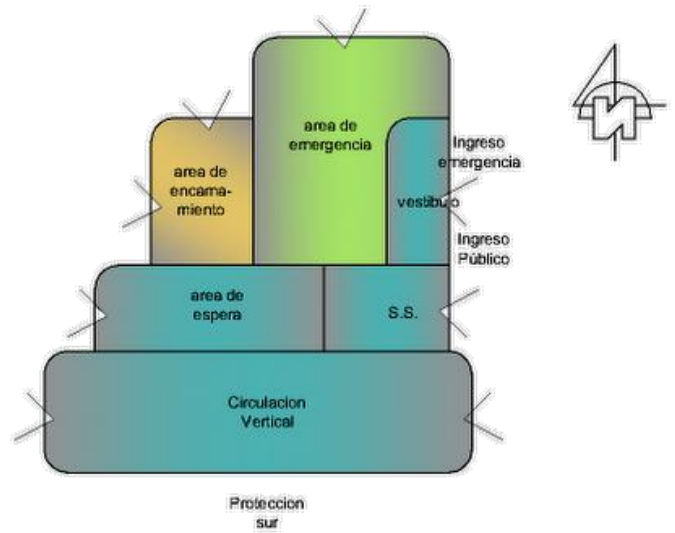 area de
emergencia
Ingreso
emergencia
area de
encama-
miento
vestibulo
Ingreso
Público
area de
espera
S.S.
Circulacion
Vertical
Proteccion
sur
N